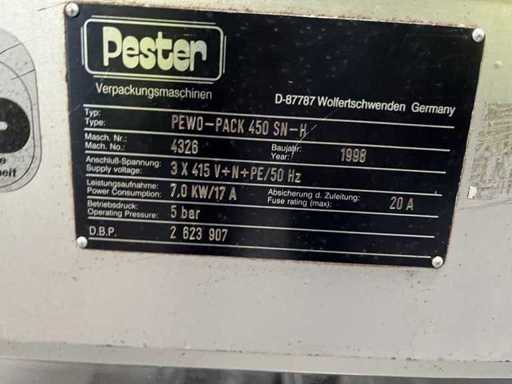 Pester
Verpackungsmaschinen
D-87787 Wolfertschwenden Germany
Typ:
Type: PEWO-PACK 450 SN-H
Masch. Nr.: Baujahr:
Mach. No.: 4326 Year: 1998
Anschluß-Spannung:
Supply voltage: 3 X 415 V+N+PE/50 Hz
Leistungsaufnahme: Absicherung d. Zuleitung:
Power Consumption: 7,0 KW/17 A Fuse rating (max): 20 A
Betriebsdruck:
Operating Pressure: 5 bar
D.B.P. 2 623 907